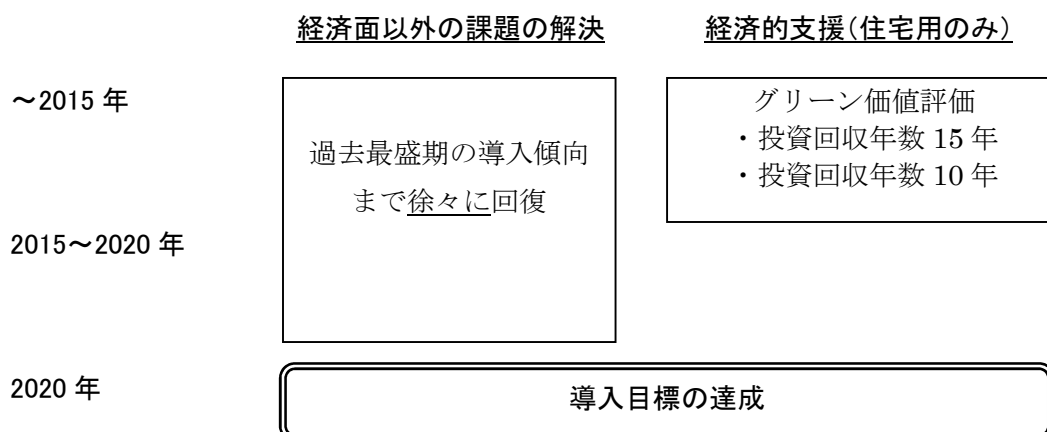 経済面以外の課題の解決
経済的支援(住宅用のみ)
～2015 年
過去最盛期の導入傾向
まで徐々に回復
グリーン価値評価
・投資回収年数 15 年
・投資回収年数 10 年
2015～2020 年
2020 年
導入目標の達成